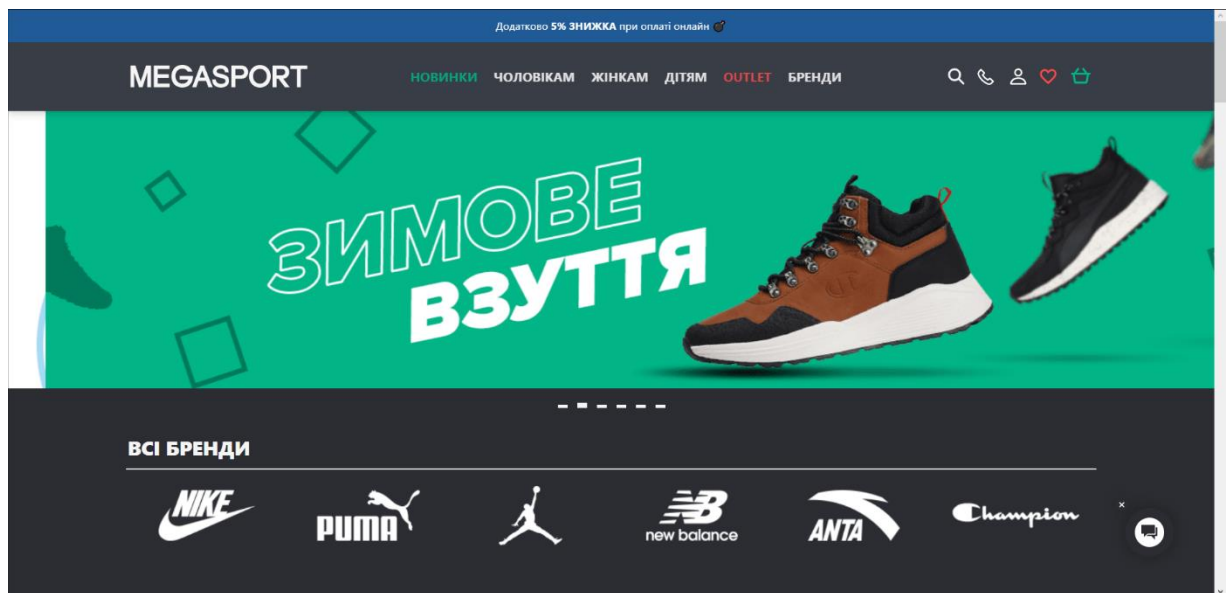 Додатково 5% ЗНИЖКА при оплаті онлайн
MEGASPORT
НОВИНКИ ЧОЛОВІКАМ ЖІНКАМ ДІТЯМ OUTLET БРЕНДИ
ЗИМОВЕ
ВЗУТТЯ
ВСІ БРЕНДИ
NIKE PUMA NB ANTA Champion
new balance